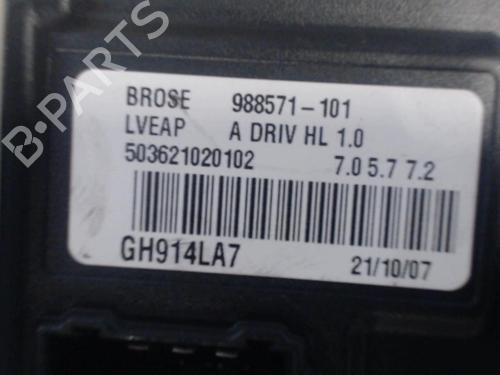 B-PARTS
BROSE 988571-101
LVEAP A DRIV HL 1.0
503621020102 7.0 5.7 7.2
GH914LA7 21/10/07